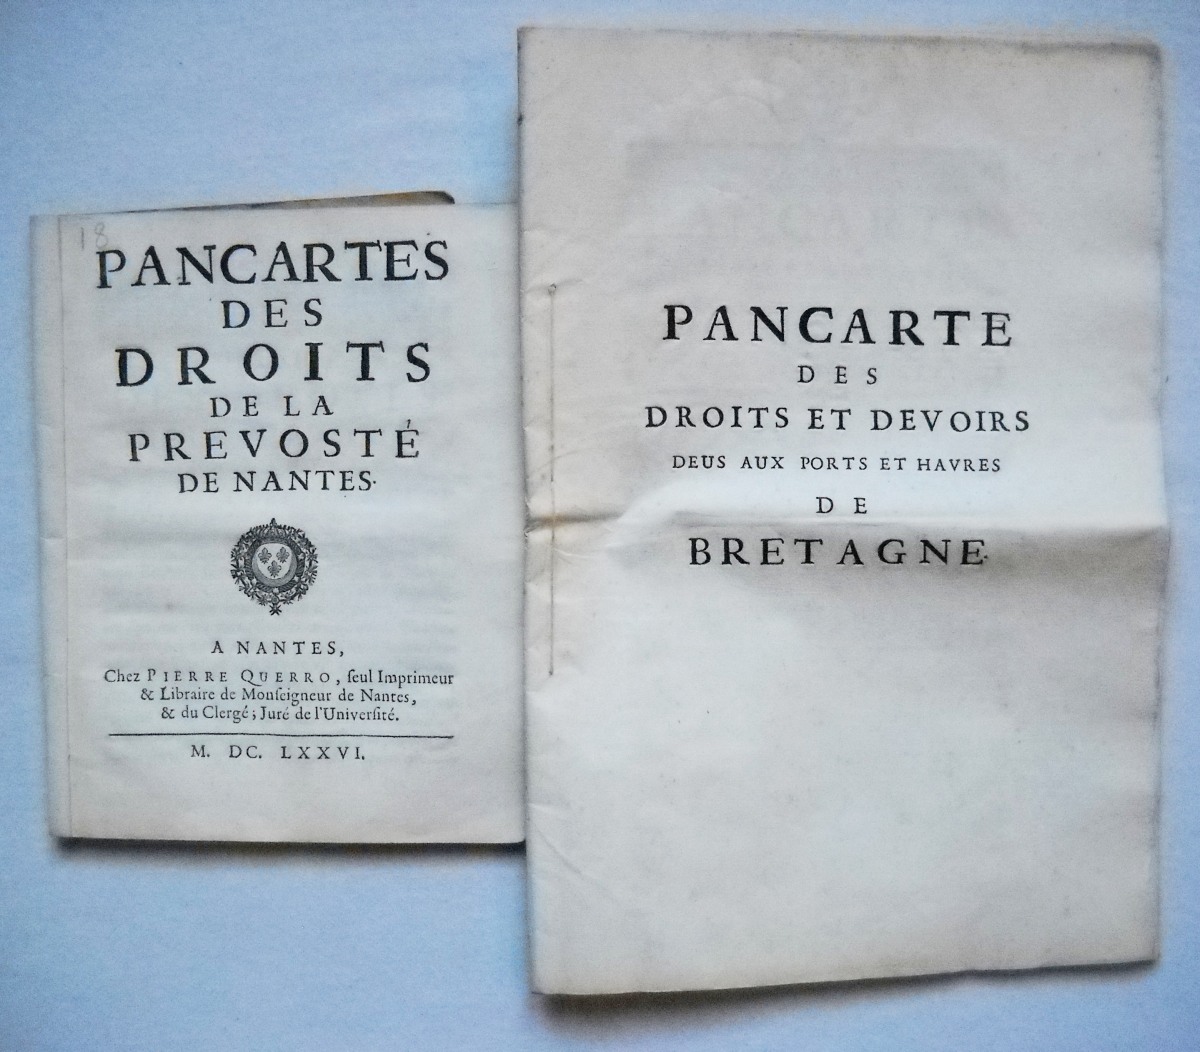 18
PANCARTES
DES
DROITS
DE LA
PREVOSTÉ
DE NANTES.
A NANTES,
Chez PIERRE QUERRO, ſeul Imprimeur
& Libraire de Monſeigneur de Nantes,
& du Clergé ; Juré de l'Univerſité.
M. DC. LXXVI.
PANCARTE
DES
DROITS ET DEVOIRS
DEUS AUX PORTS ET HAVRES
DE
BRETAGNE.